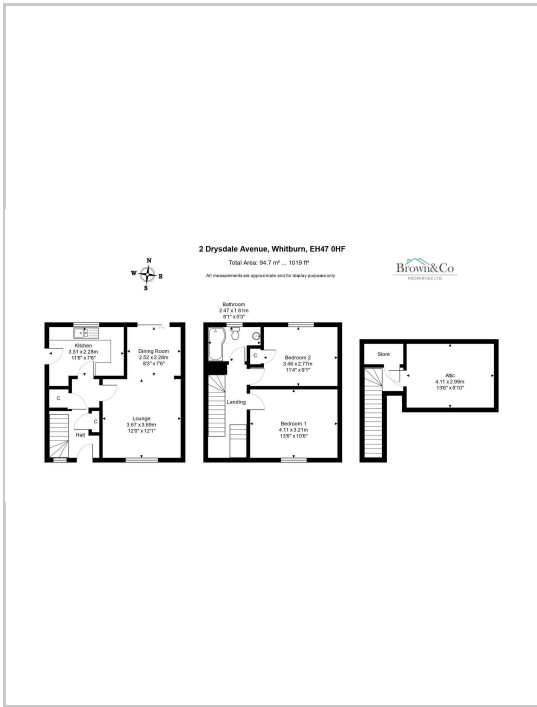 2 Drysdale Avenue, Whitburn, EH47 0HF
Total Area: 94.7 m² ... 1019 ft²
All measurements are approximate and for display purposes only
N
W E
S
Brown&Co
PROPERTIES LTD
Kitchen
3.51 x 2.28m
11'6" x 7'6"
Dining Room
2.52 x 2.28m
8'3" x 7'6"
C
C
Hall
Lounge
3.67 x 3.69m
12'0" x 12'1"
Bathroom
2.47 x 1.61m
8'1" x 5'3"
C
Bedroom 2
3.46 x 2.77m
11'4" x 9'1"
Landing
Bedroom 1
4.11 x 3.21m
13'6" x 10'6"
Store
Attic
4.11 x 2.99m
13'6" x 9'10"